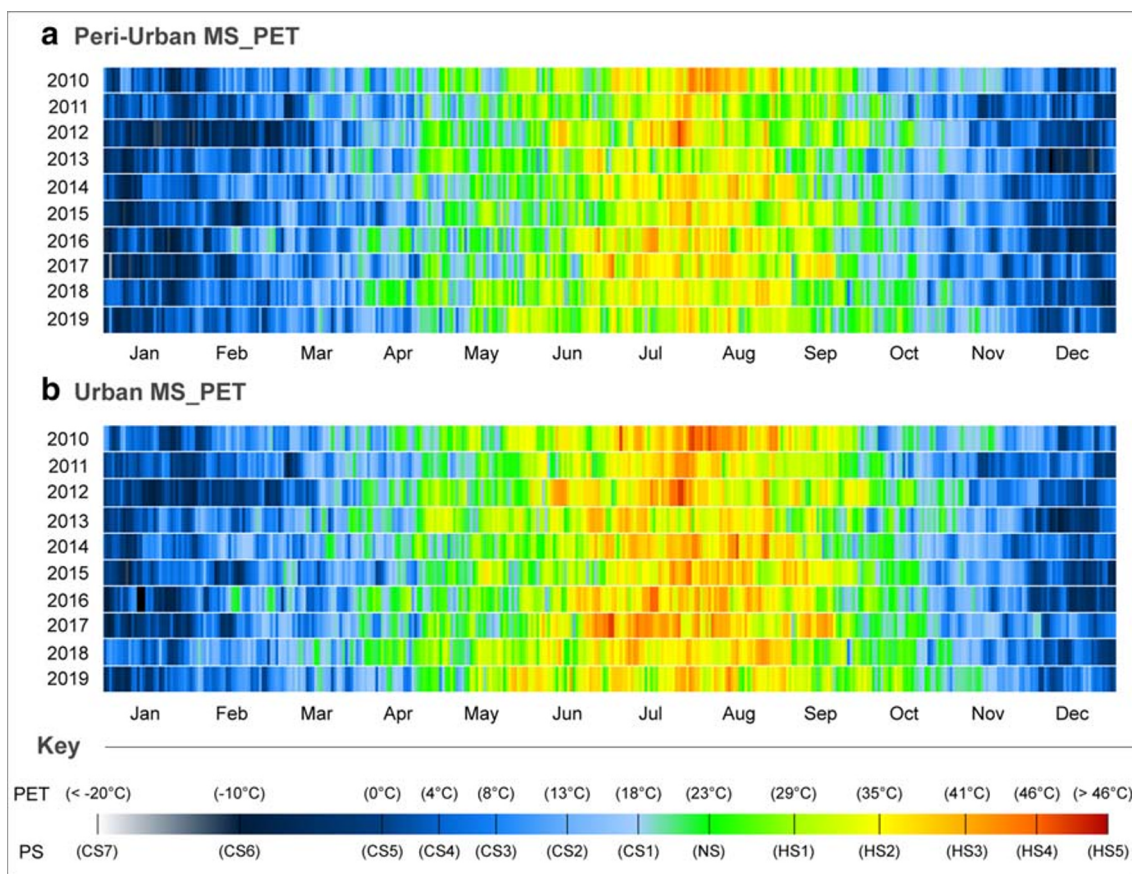 a Peri-Urban MS_PET
2010
2011
2012
2013
2014
2015
2016
2017
2018
2019
Jan Feb Mar Apr May Jun Jul Aug Sep Oct Nov Dec
b Urban MS_PET
2010
2011
2012
2013
2014
2015
2016
2017
2018
2019
Jan Feb Mar Apr May Jun Jul Aug Sep Oct Nov Dec
Key
PET (< -20°C) (-10°C) (0°C) (4°C) (8°C) (13°C) (18°C) (23°C) (29°C) (35°C) (41°C) (46°C) (> 46°C)
PS (CS7) (CS6) (CS5) (CS4) (CS3) (CS2) (CS1) (NS) (HS1) (HS2) (HS3) (HS4) (HS5)